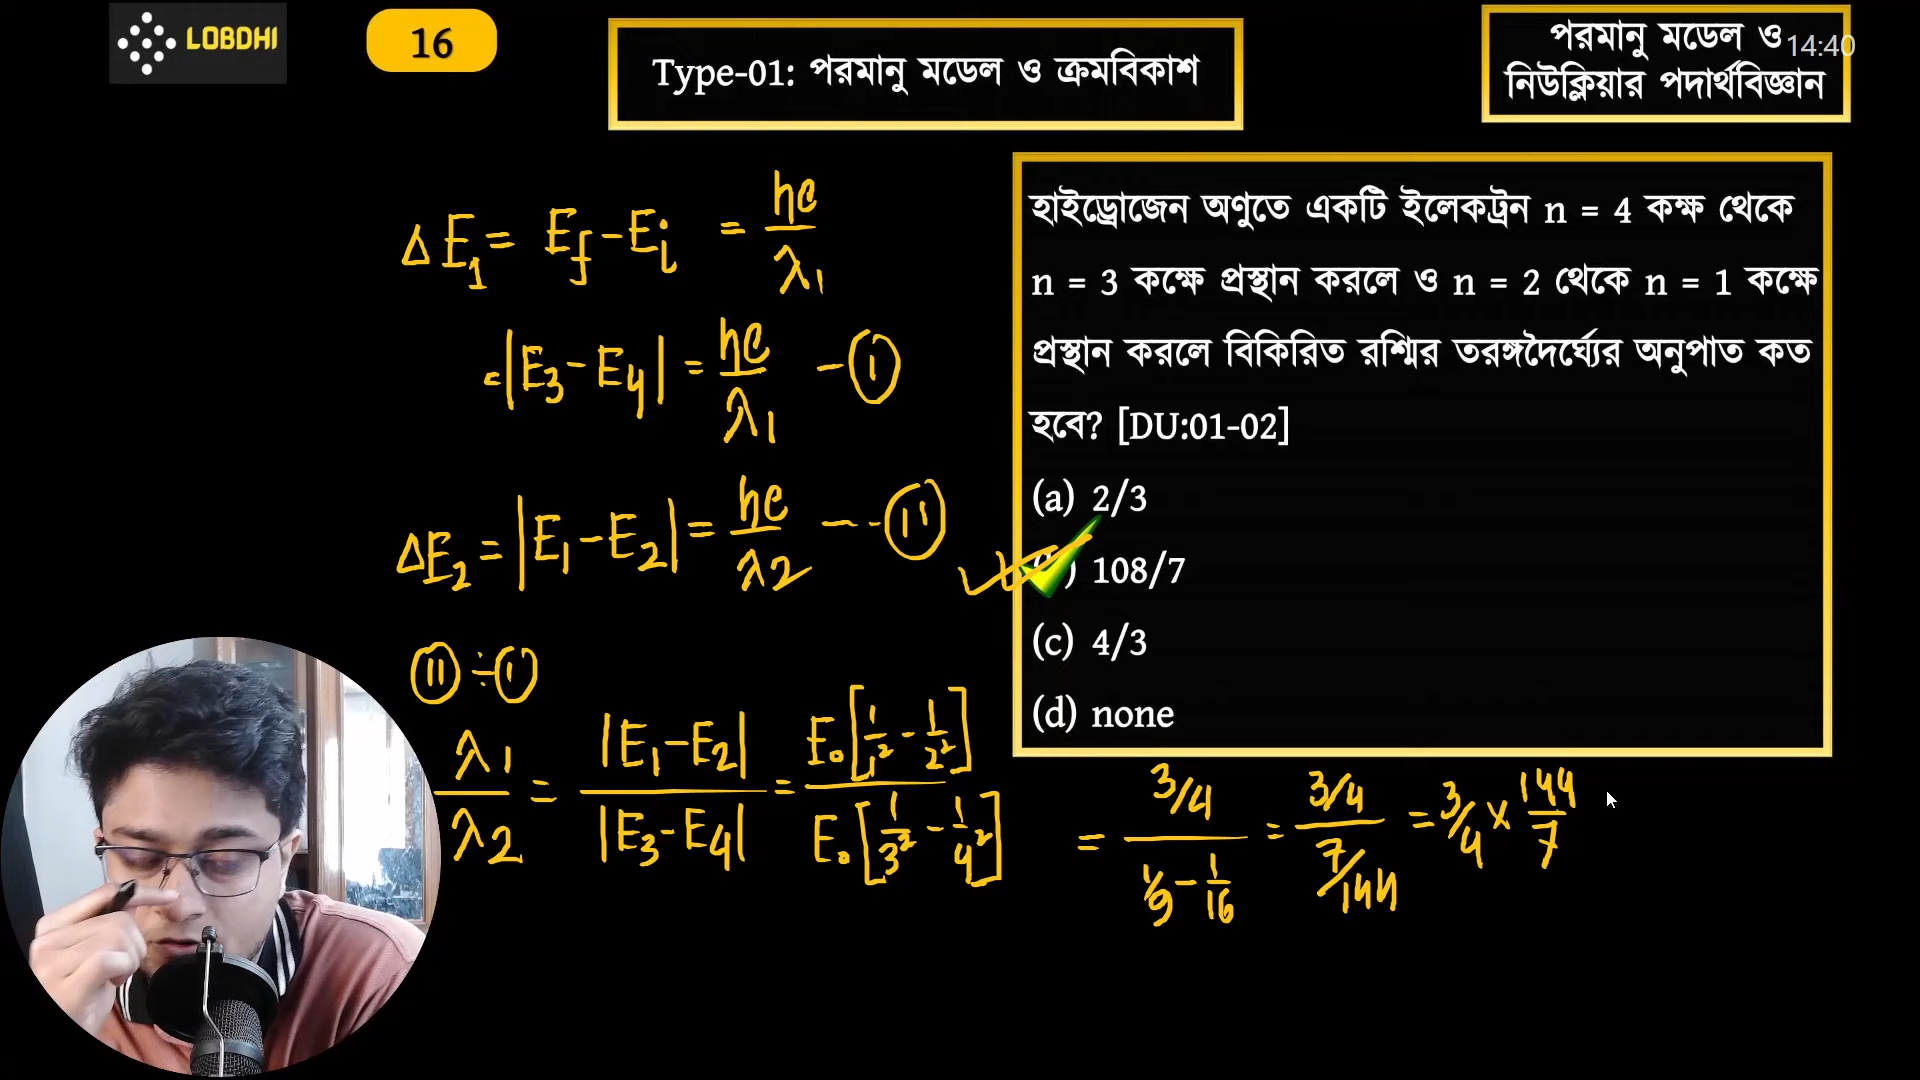 LOBDHI
16
Type-01: পরমানু মডেল ও ক্রমবিকাশ
পরমানু মডেল ও
নিউক্লিয়ার পদার্থবিজ্ঞান
14:40
হাইড্রোজেন অণুতে একটি ইলেকট্রন n = 4 কক্ষ থেকে
n = 3 কক্ষে প্রস্থান করলে ও n = 2 থেকে n = 1 কক্ষে
প্রস্থান করলে বিকিরিত রশ্মির তরঙ্গদৈর্ঘ্যের অনুপাত কত
হবে? [DU:01-02]
(a) 2/3
) 108/7
(c) 4/3
(d) none
ΔE₁ = E_f - E_i = hc/λ₁
= |E₃ - E₄| = hc/λ₁ - (i)
ΔE₂ = |E₁ - E₂| = hc/λ₂ --- (ii)
(ii) ÷ (i)
λ₁/λ₂ = |E₁ - E₂| / |E₃ - E₄| = E₀[1/1² - 1/2²] / E₀[1/3² - 1/4²] = (3/4) / (1/9 - 1/16) = (3/4) / (7/144) = 3/4 × 144/7